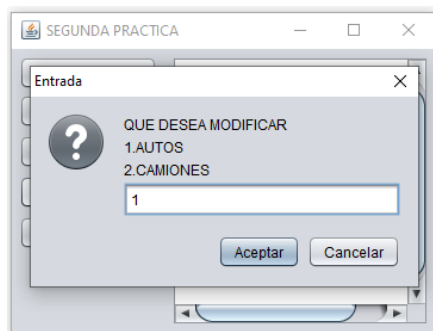 SEGUNDA PRACTICA
Entrada
QUE DESEA MODIFICAR
1.AUTOS
2.CAMIONES
1
Aceptar Cancelar